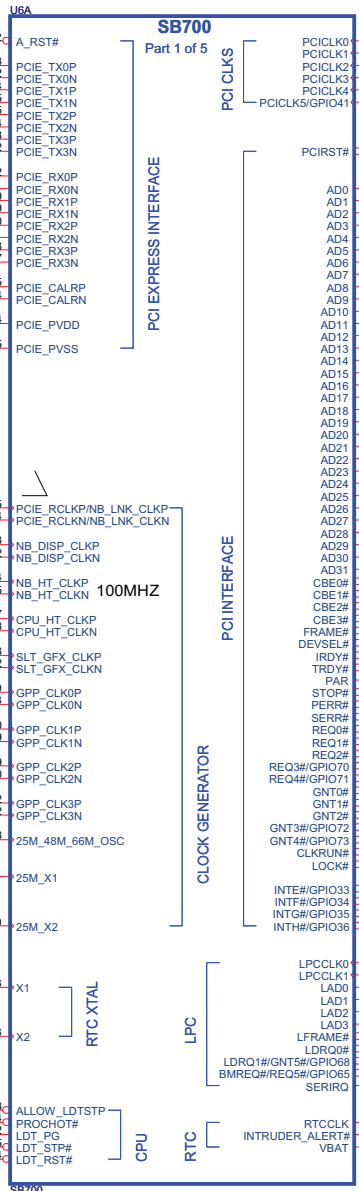 U6A
SB700
Part 1 of 5
A_RST#
PCIE_TX0P
PCIE_TX0N
PCIE_TX1P
PCIE_TX1N
PCIE_TX2P
PCIE_TX2N
PCIE_TX3P
PCIE_TX3N
PCIE_RX0P
PCIE_RX0N
PCIE_RX1P
PCIE_RX1N
PCIE_RX2P
PCIE_RX2N
PCIE_RX3P
PCIE_RX3N
PCIE_CALRP
PCIE_CALRN
PCIE_PVDD
PCIE_PVSS
PCI EXPRESS INTERFACE
PCIE_RCLKP/NB_LNK_CLKP
PCIE_RCLKN/NB_LNK_CLKN
NB_DISP_CLKP
NB_DISP_CLKN
NB_HT_CLKP
NB_HT_CLKN
100MHZ
CPU_HT_CLKP
CPU_HT_CLKN
SLT_GFX_CLKP
SLT_GFX_CLKN
GPP_CLK0P
GPP_CLK0N
GPP_CLK1P
GPP_CLK1N
GPP_CLK2P
GPP_CLK2N
GPP_CLK3P
GPP_CLK3N
25M_48M_66M_OSC
25M_X1
25M_X2
CLOCK GENERATOR
X1
X2
RTC XTAL
ALLOW_LDTSTP
PROCHOT#
LDT_PG
LDT_STP#
LDT_RST#
CPU
PCI CLKS
PCICLK0
PCICLK1
PCICLK2
PCICLK3
PCICLK4
PCICLK5/GPIO41
PCI INTERFACE
PCIRST#
AD0
AD1
AD2
AD3
AD4
AD5
AD6
AD7
AD8
AD9
AD10
AD11
AD12
AD13
AD14
AD15
AD16
AD17
AD18
AD19
AD20
AD21
AD22
AD23
AD24
AD25
AD26
AD27
AD28
AD29
AD30
AD31
CBE0#
CBE1#
CBE2#
CBE3#
FRAME#
DEVSEL#
IRDY#
TRDY#
PAR
STOP#
PERR#
SERR#
REQ0#
REQ1#
REQ2#
REQ3#/GPIO70
REQ4#/GPIO71
GNT0#
GNT1#
GNT2#
GNT3#/GPIO72
GNT4#/GPIO73
CLKRUN#
LOCK#
INTE#/GPIO33
INTF#/GPIO34
INTG#/GPIO35
INTH#/GPIO36
LPC
LPCCLK0
LPCCLK1
LAD0
LAD1
LAD2
LAD3
LFRAME#
LDRQ0#
LDRQ1#/GNT5#/GPIO68
BMREQ#/REQ5#/GPIO65
SERIRQ
RTC
RTCCLK
INTRUDER_ALERT#
VBAT
SB700